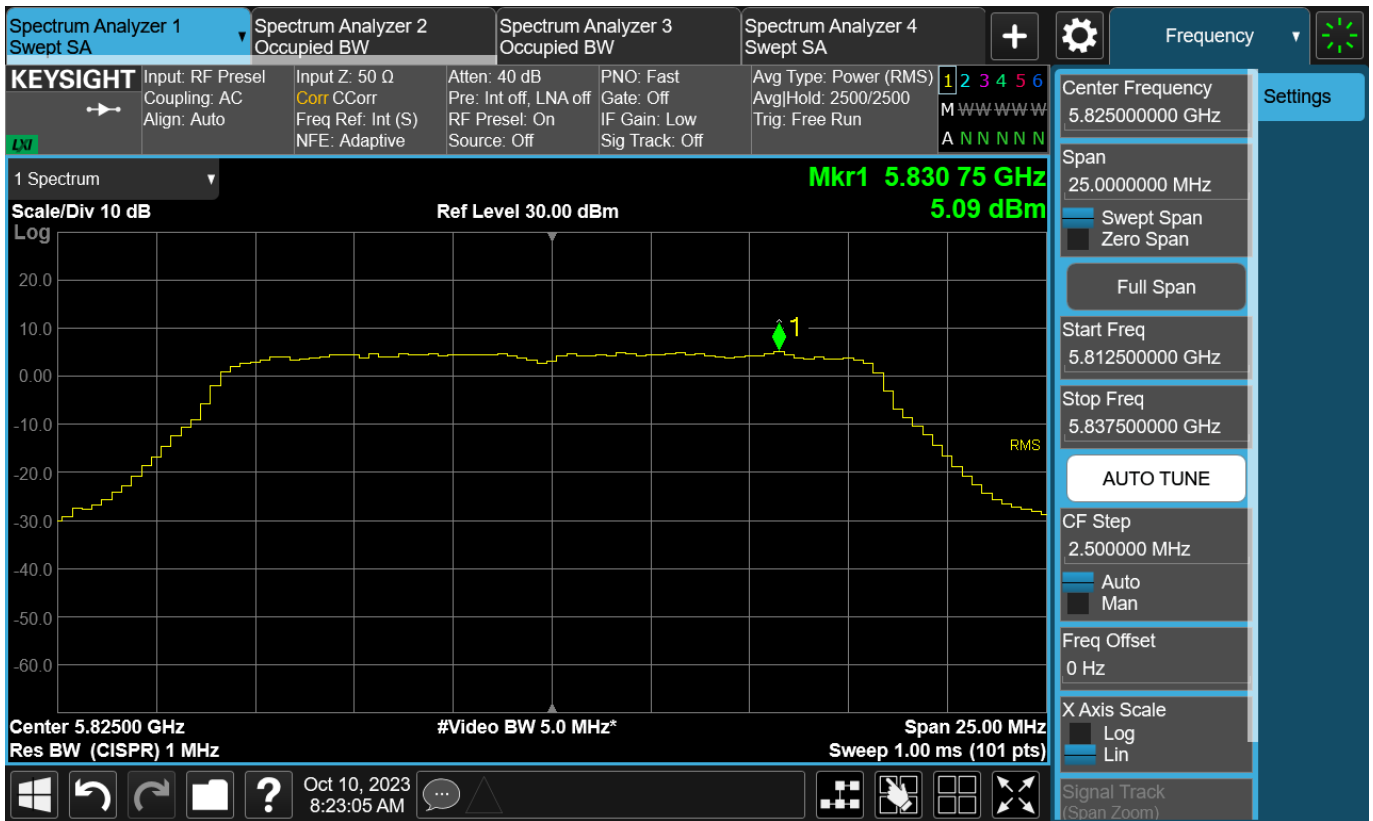 Spectrum Analyzer 1
Swept SA
Spectrum Analyzer 2
Occupied BW
Spectrum Analyzer 3
Occupied BW
Spectrum Analyzer 4
Swept SA
+
Frequency
KEYSIGHT
LXI
Input: RF Presel
Coupling: AC
Align: Auto
Input Z: 50 Ω
Corr CCorr
Freq Ref: Int (S)
NFE: Adaptive
Atten: 40 dB
Pre: Int off, LNA off
RF Presel: On
Source: Off
PNO: Fast
Gate: Off
IF Gain: Low
Sig Track: Off
Avg Type: Power (RMS)
Avg|Hold: 2500/2500
Trig: Free Run
1 2 3 4 5 6
M W W W W W
A N N N N N
1 Spectrum
Mkr1 5.830 75 GHz
5.09 dBm
Scale/Div 10 dB
Ref Level 30.00 dBm
Log
20.0
10.0
0.00
-10.0
-20.0
-30.0
-40.0
-50.0
-60.0
1
RMS
Center 5.82500 GHz
#Video BW 5.0 MHz*
Span 25.00 MHz
Res BW (CISPR) 1 MHz
Sweep 1.00 ms (101 pts)
?
Oct 10, 2023
8:23:05 AM
Center Frequency
5.825000000 GHz
Settings
Span
25.0000000 MHz
Swept Span
Zero Span
Full Span
Start Freq
5.812500000 GHz
Stop Freq
5.837500000 GHz
AUTO TUNE
CF Step
2.500000 MHz
Auto
Man
Freq Offset
0 Hz
X Axis Scale
Log
Lin
Signal Track
(Span Zoom)